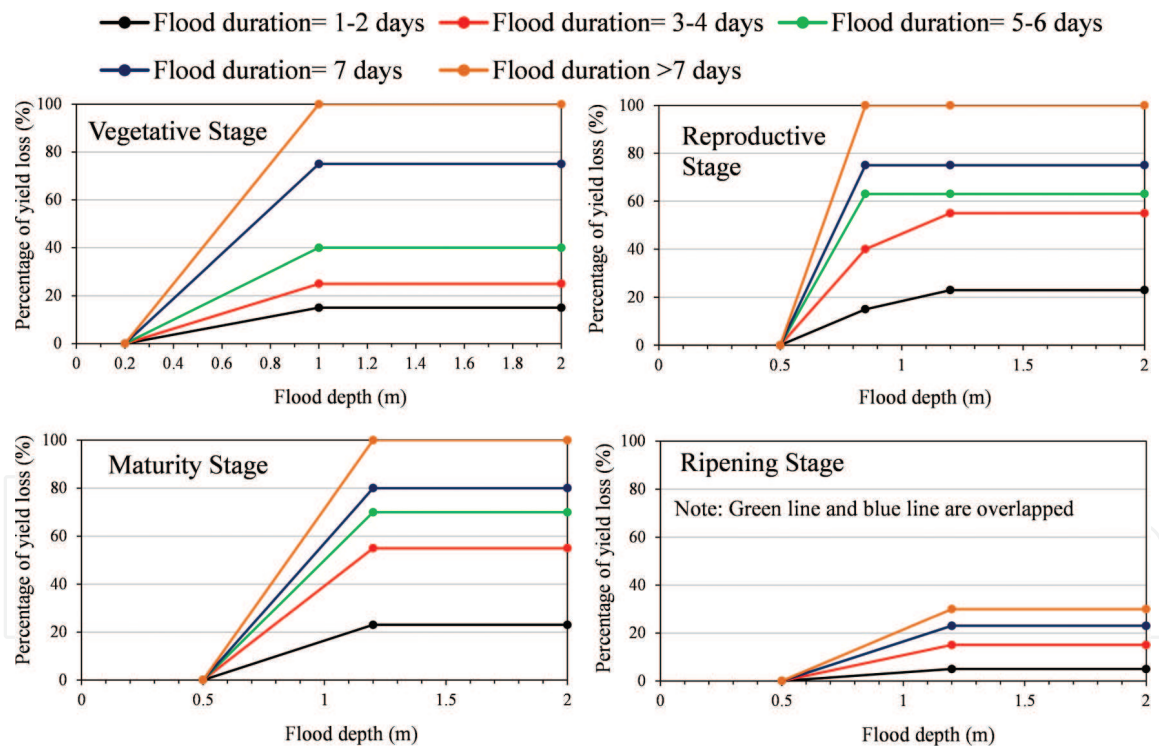 Flood duration= 1-2 days Flood duration= 3-4 days Flood duration= 5-6 days
Flood duration= 7 days Flood duration >7 days
Vegetative Stage
Percentage of yield loss (%)
100
80
60
40
20
0
0 0.2 0.4 0.6 0.8 1 1.2 1.4 1.6 1.8 2
Flood depth (m)
Reproductive
Stage
Percentage of yield loss (%)
100
80
60
40
20
0
0 0.5 1 1.5 2
Flood depth (m)
Maturity Stage
Percentage of yield loss (%)
100
80
60
40
20
0
0 0.5 1 1.5 2
Flood depth (m)
Ripening Stage
Note: Green line and blue line are overlapped
Percentage of yield loss (%)
100
80
60
40
20
0
0 0.5 1 1.5 2
Flood depth (m)